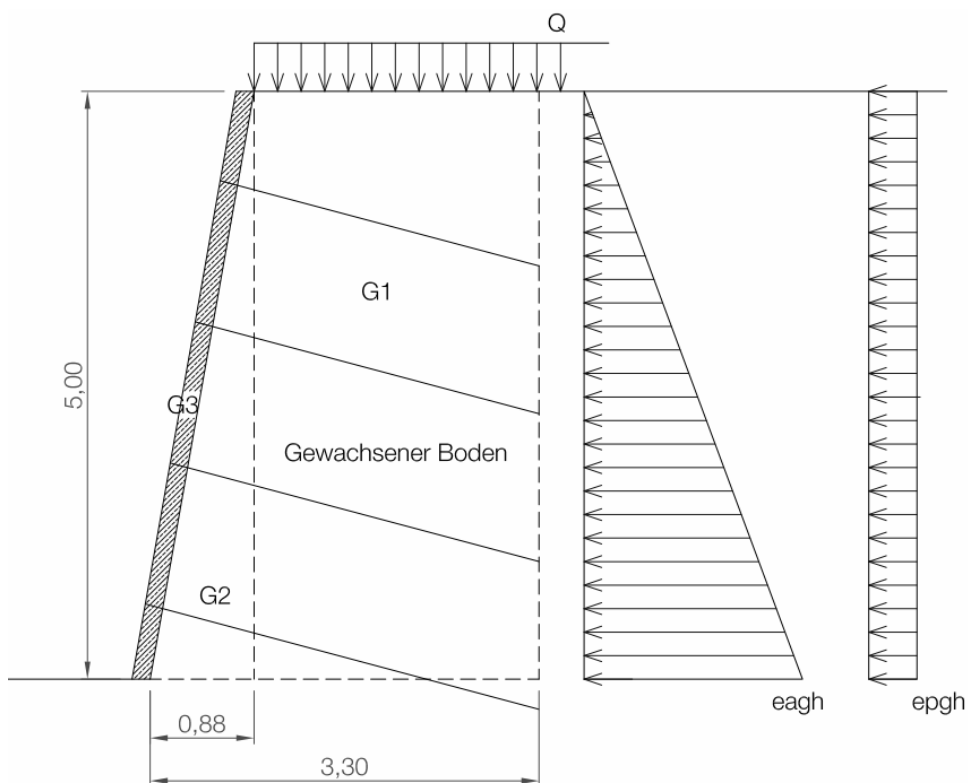 Q
G1
5,00
G3
Gewachsener Boden
G2
eagh
epgh
0,88
3,30